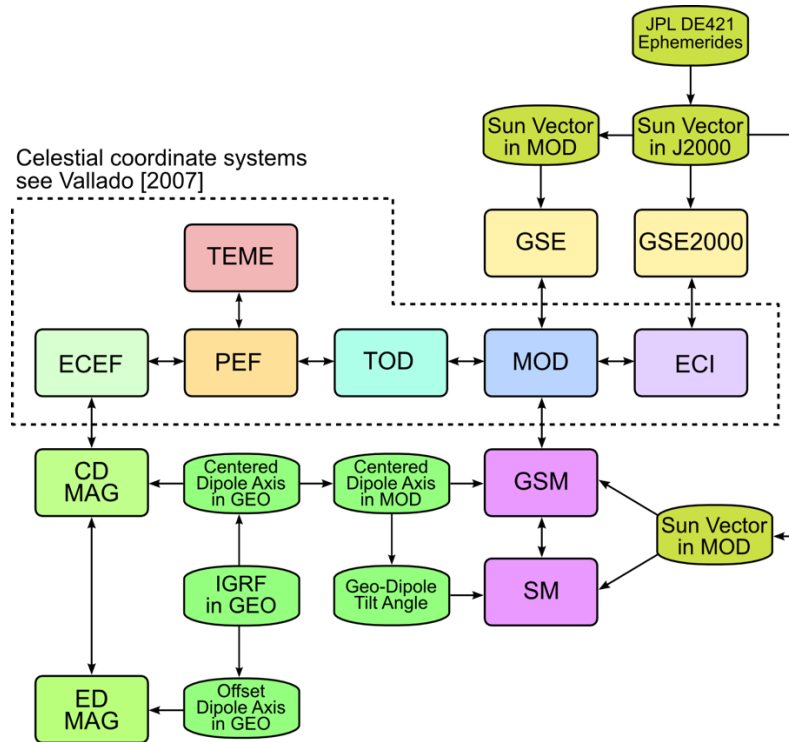 JPL DE421
Ephemerides
Sun Vector
in MOD
Sun Vector
in J2000
Celestial coordinate systems
see Vallado [2007]
GSE
GSE2000
TEME
ECEF
PEF
TOD
MOD
ECI
CD
MAG
Centered
Dipole Axis
in GEO
Centered
Dipole Axis
in MOD
GSM
Sun Vector
in MOD
IGRF
in GEO
Geo-Dipole
Tilt Angle
SM
ED
MAG
Offset
Dipole Axis
in GEO